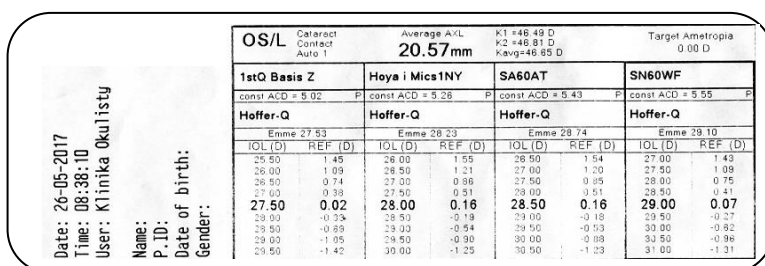 Date: 26-05-2017
Time: 08:38:10
User: Klinika Okulisty
Name:
P.ID:
Date of birth:
Gender:
OS/L Cataract Contact Auto 1 Average AXL 20.57mm K1 =46.49 D K2 =46.81 D Kavg=46.65 D Target Ametropia 0.00 D
1stQ Basis Z Hoya i Mics1NY SA60AT SN60WF
const ACD = 5.02 P const ACD = 5.26 P const ACD = 5.43 P const ACD = 5.55 P
Hoffer-Q Hoffer-Q Hoffer-Q Hoffer-Q
Emme 27.53 Emme 28.23 Emme 28.74 Emme 29.10
IOL (D) REF (D) IOL (D) REF (D) IOL (D) REF (D) IOL (D) REF (D)
25.50 1.45 26.00 1.55 26.50 1.54 27.00 1.43
26.00 1.09 26.50 1.21 27.00 1.20 27.50 1.09
26.50 0.74 27.00 0.86 27.50 0.85 28.00 0.75
27.00 0.38 27.50 0.51 28.00 0.51 28.50 0.41
27.50 0.02 28.00 0.16 28.50 0.16 29.00 0.07
28.00 -0.33 28.50 -0.19 29.00 -0.18 29.50 -0.27
28.50 -0.69 29.00 -0.54 29.50 -0.53 30.00 -0.62
29.00 -1.05 29.50 -0.90 30.00 -0.88 30.50 -0.96
29.50 -1.42 30.00 -1.25 30.50 -1.23 31.00 -1.31